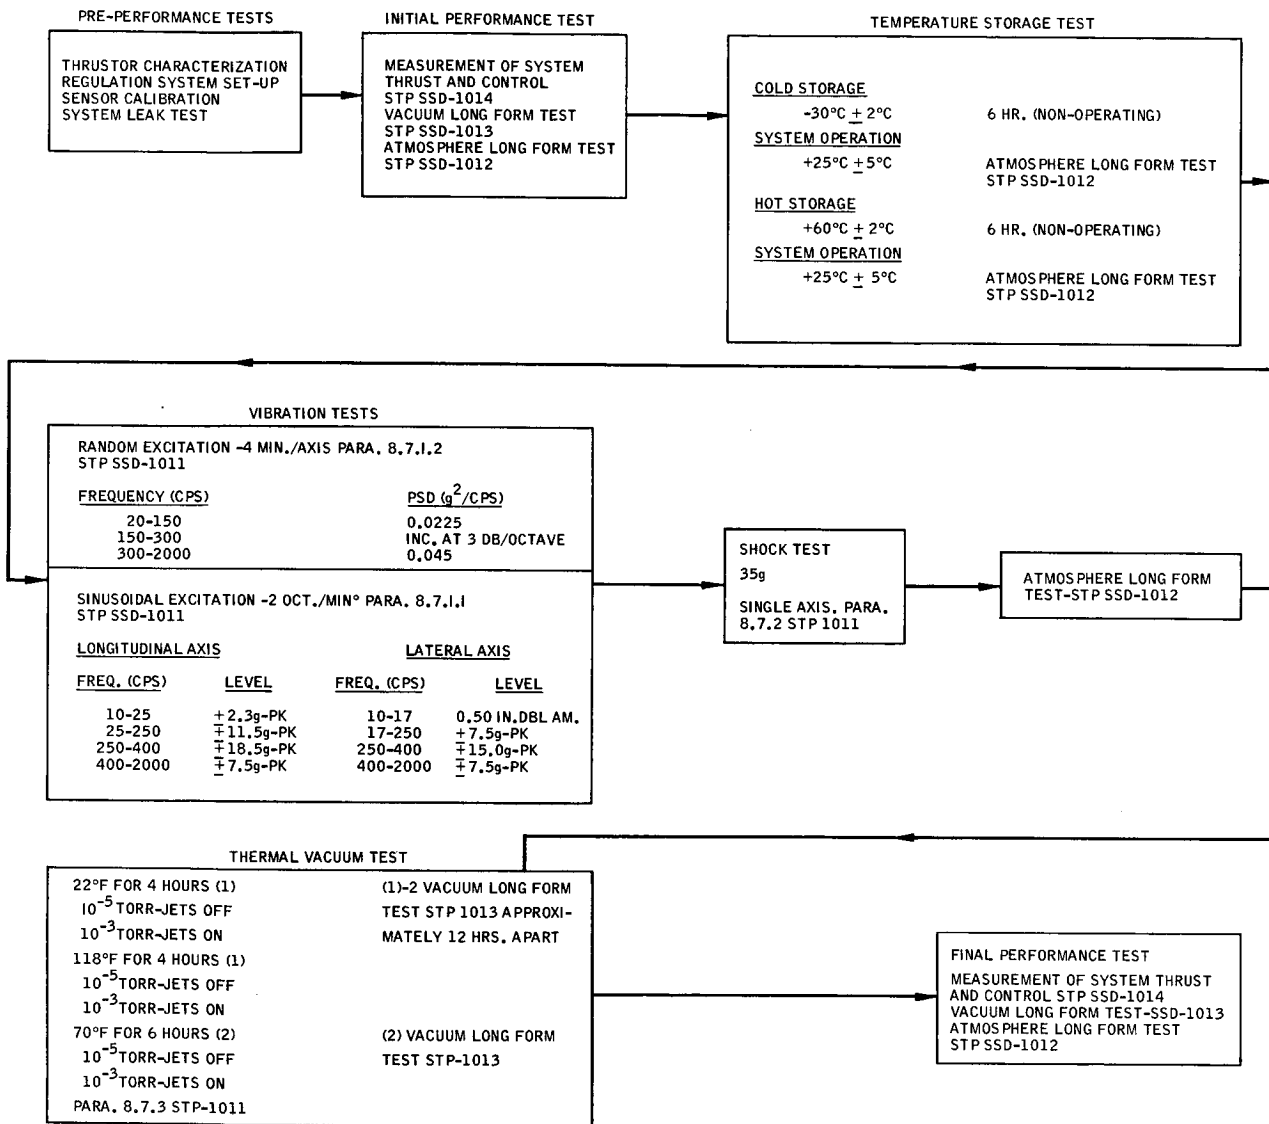 PRE-PERFORMANCE TESTS
THRUSTOR CHARACTERIZATION
REGULATION SYSTEM SET-UP
SENSOR CALIBRATION
SYSTEM LEAK TEST
INITIAL PERFORMANCE TEST
MEASUREMENT OF SYSTEM
THRUST AND CONTROL
STP SSD-1014
VACUUM LONG FORM TEST
STP SSD-1013
ATMOSPHERE LONG FORM TEST
STP SSD-1012
TEMPERATURE STORAGE TEST
COLD STORAGE
-30°C ± 2°C 6 HR. (NON-OPERATING)
SYSTEM OPERATION
+25°C ±5°C ATMOSPHERE LONG FORM TEST
STP SSD-1012
HOT STORAGE
+60°C ± 2°C 6 HR. (NON-OPERATING)
SYSTEM OPERATION
+25°C ± 5°C ATMOSPHERE LONG FORM TEST
STP SSD-1012
VIBRATION TESTS
RANDOM EXCITATION -4 MIN./AXIS PARA. 8.7.1.2
STP SSD-1011
FREQUENCY (CPS) PSD (g²/CPS)
20-150 0.0225
150-300 INC. AT 3 DB/OCTAVE
300-2000 0.045
SINUSOIDAL EXCITATION -2 OCT./MIN° PARA. 8.7.1.1
STP SSD-1011
LONGITUDINAL AXIS LATERAL AXIS
FREQ. (CPS) LEVEL FREQ. (CPS) LEVEL
10-25 ±2.3g-PK 10-17 0.50 IN.DBL AM.
25-250 ±11.5g-PK 17-250 ±7.5g-PK
250-400 ±18.5g-PK 250-400 ±15.0g-PK
400-2000 ±7.5g-PK 400-2000 ±7.5g-PK
SHOCK TEST
35g
SINGLE AXIS. PARA.
8.7.2 STP 1011
ATMOSPHERE LONG FORM
TEST-STP SSD-1012
THERMAL VACUUM TEST
22°F FOR 4 HOURS (1) (1)-2 VACUUM LONG FORM
10⁻⁵ TORR-JETS OFF TEST STP 1013 APPROXI-
10⁻³ TORR-JETS ON MATELY 12 HRS. APART
118°F FOR 4 HOURS (1)
10⁻⁵ TORR-JETS OFF
10⁻³ TORR-JETS ON
70°F FOR 6 HOURS (2) (2) VACUUM LONG FORM
10⁻⁵ TORR-JETS OFF TEST STP-1013
10⁻³ TORR-JETS ON
PARA. 8.7.3 STP-1011
FINAL PERFORMANCE TEST
MEASUREMENT OF SYSTEM THRUST
AND CONTROL STP SSD-1014
VACUUM LONG FORM TEST-SSD-1013
ATMOSPHERE LONG FORM TEST
STP SSD-1012